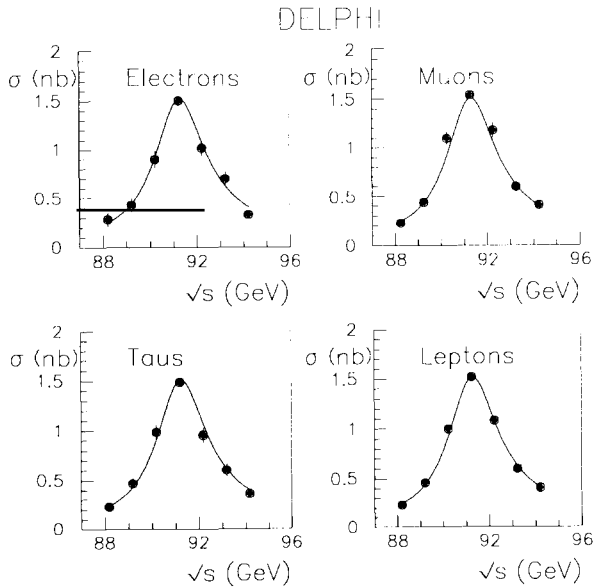 DELPHI
σ (nb)
2
1.5
1
0.5
0
Electrons
88
92
96
√s (GeV)
σ (nb)
2
1.5
1
0.5
0
Muons
88
92
96
√s (GeV)
σ (nb)
2
1.5
1
0.5
0
Taus
88
92
96
√s (GeV)
σ (nb)
2
1.5
1
0.5
0
Leptons
88
92
96
√s (GeV)